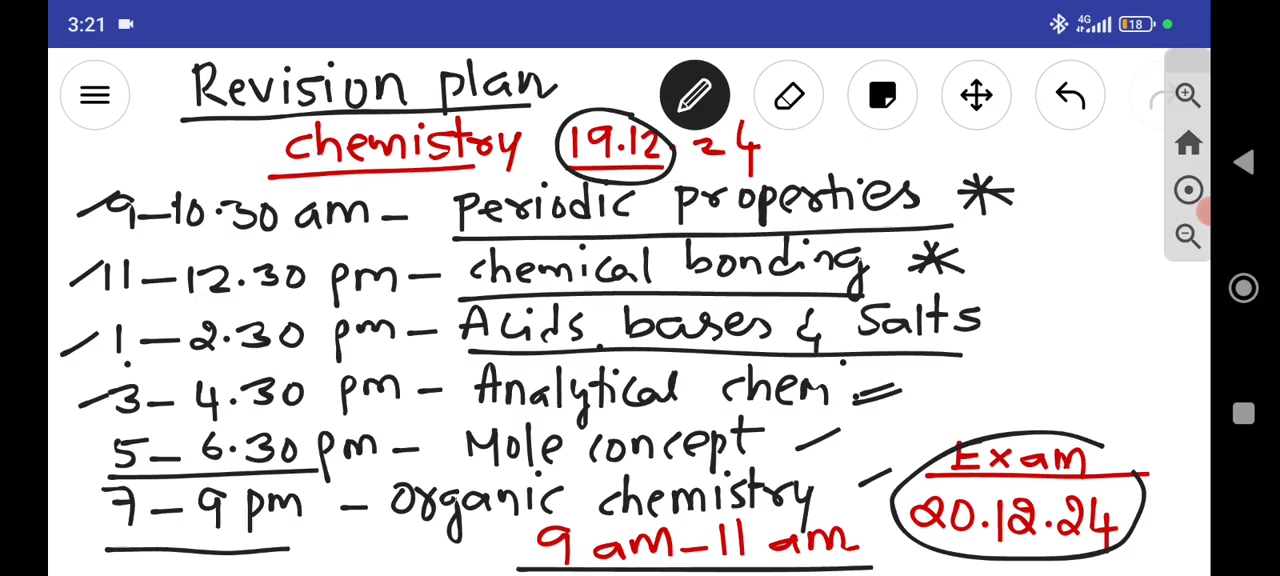 3:21 4G 18
Revision plan
chemistry 19.12.24
9-10.30 am - Periodic properties *
11-12.30 pm - chemical bonding *
1-2.30 pm - Acids, bases & Salts
3-4.30 pm - Analytical chem
5-6.30 pm - Mole concept
7-9 pm - Organic chemistry
Exam
20.12.24
9 am-11 am